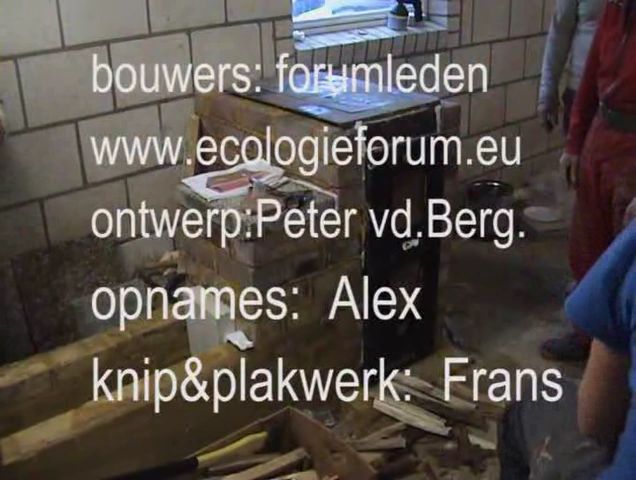 bouwers: forumleden
www.ecologieforum.eu
ontwerp:Peter vd.Berg.
opnames: Alex
knip&plakwerk: Frans